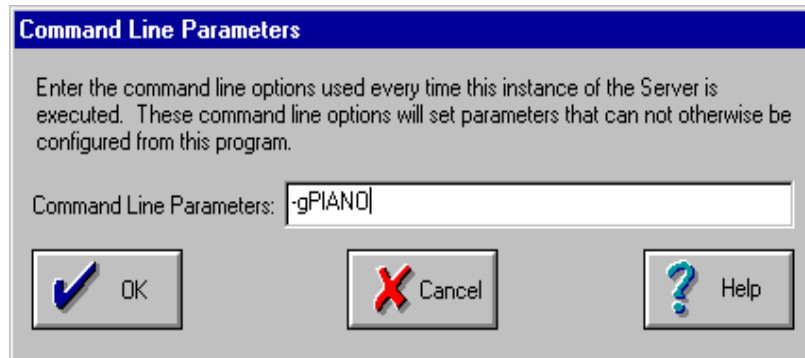 Command Line Parameters
Enter the command line options used every time this instance of the Server is
executed.  These command line options will set parameters that can not otherwise be
configured from this program.
Command Line Parameters: -gPIANO
OK
Cancel
Help